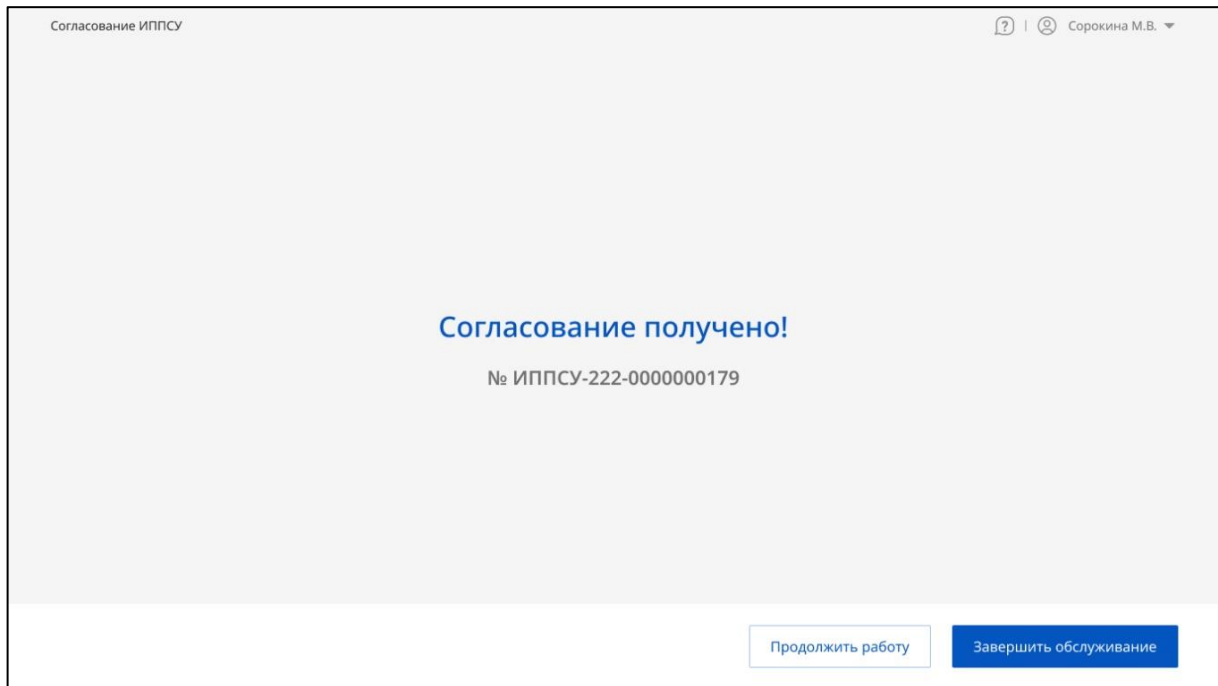 Согласование ИППСУ
Сорокина М.В.
Согласование получено!
№ ИППСУ-222-0000000179
Продолжить работу
Завершить обслуживание